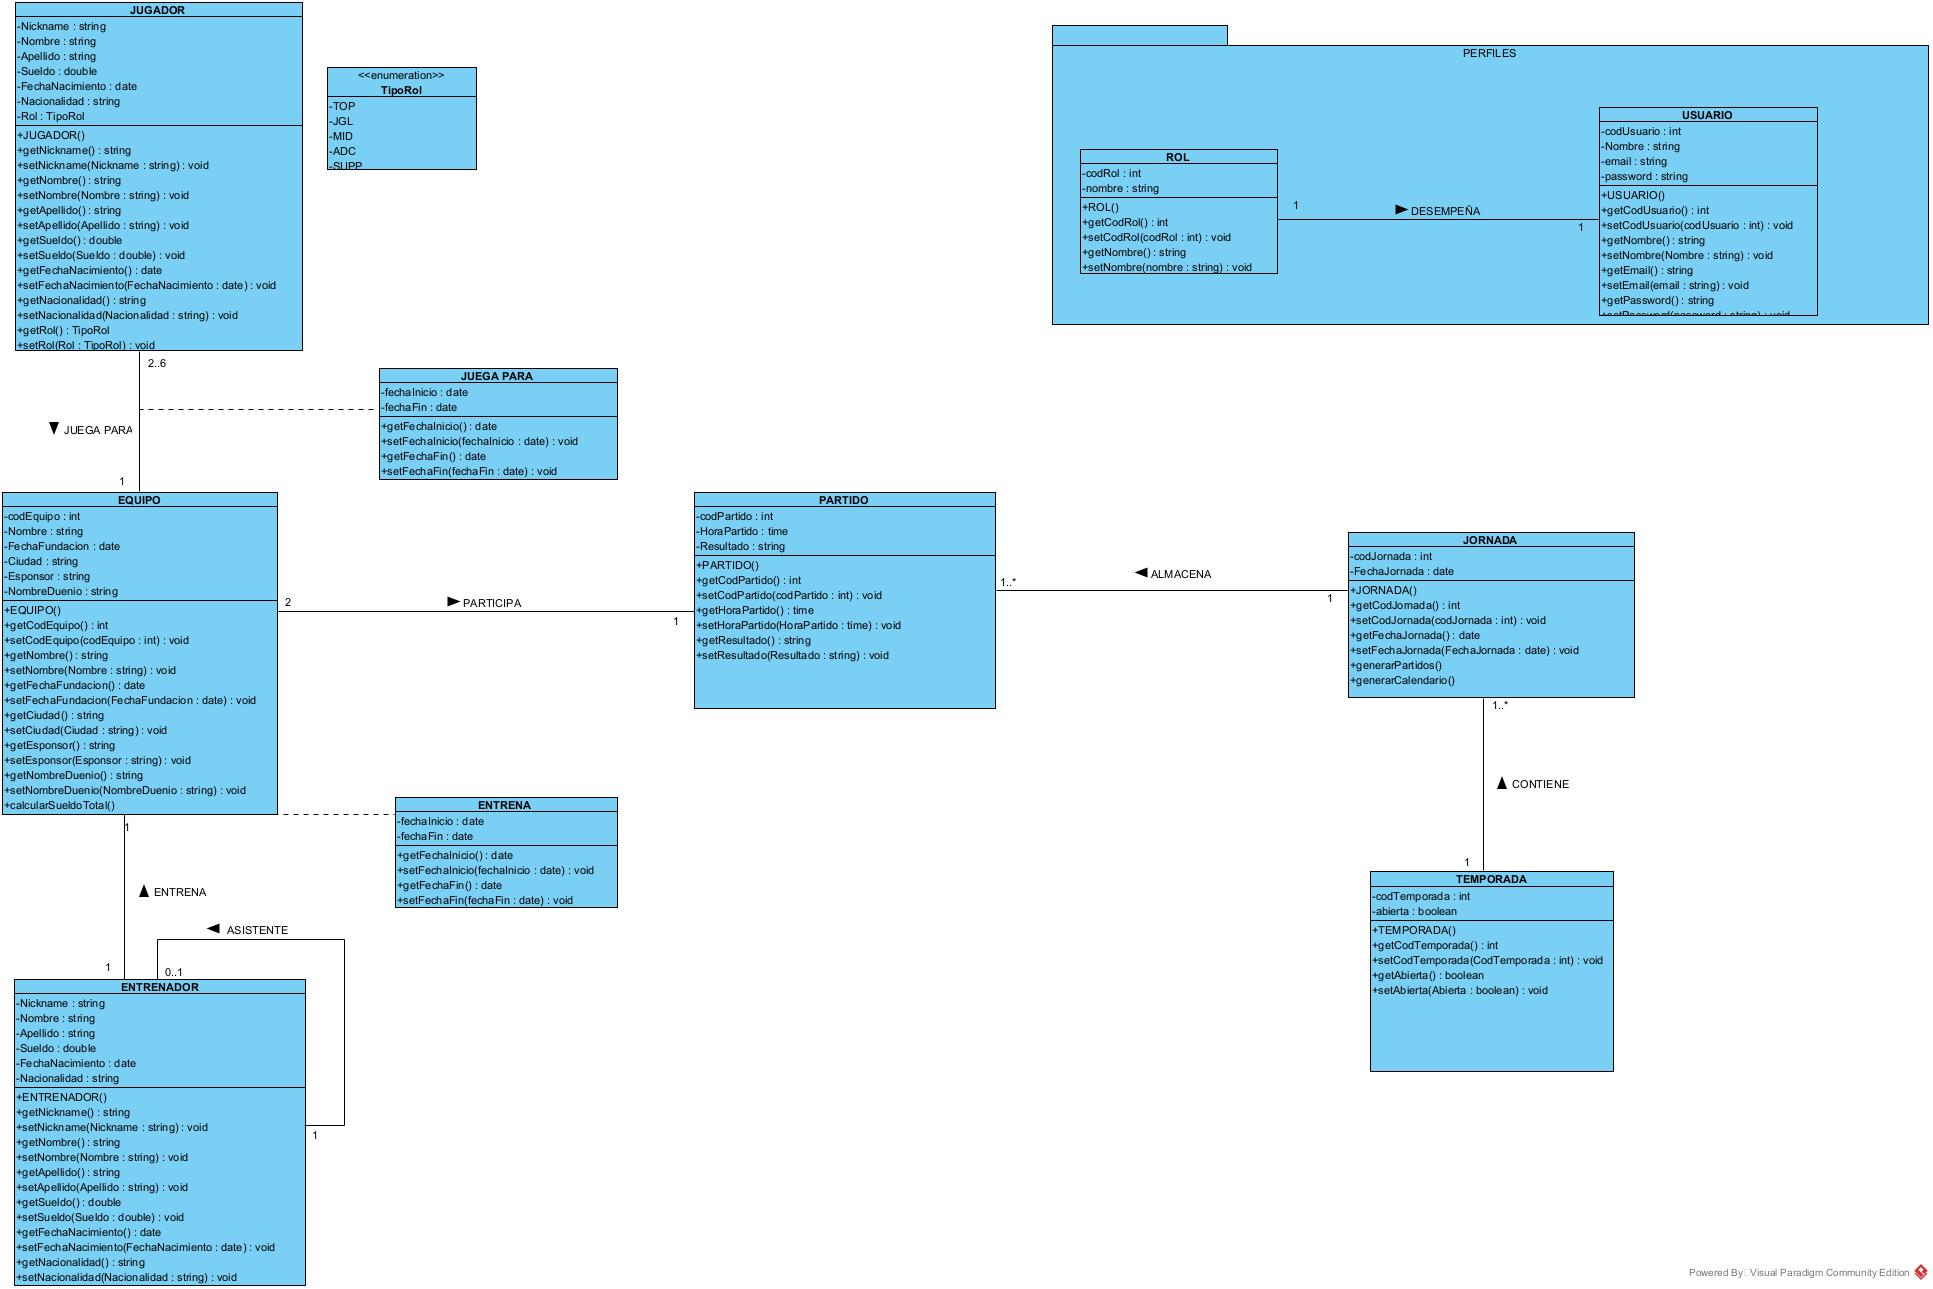 JUGADOR
-Nickname : string
-Nombre : string
-Apellido : string
-Sueldo : double
-FechaNacimiento : date
-Nacionalidad : string
-Rol : TipoRol
+JUGADOR()
+getNickname() : string
+setNickname(Nickname : string) : void
+getNombre() : string
+setNombre(Nombre : string) : void
+getApellido() : string
+setApellido(Apellido : string) : void
+getSueldo() : double
+setSueldo(Sueldo : double) : void
+getFechaNacimiento() : date
+setFechaNacimiento(FechaNacimiento : date) : void
+getNacionalidad() : string
+setNacionalidad(Nacionalidad : string) : void
+getRol() : TipoRol
+setRol(Rol : TipoRol) : void
<<enumeration>>
TipoRol
-TOP
-JGL
-MID
-ADC
-SUPP
PERFILES
ROL
-codRol : int
-nombre : string
+ROL()
+getCodRol() : int
+setCodRol(codRol : int) : void
+getNombre() : string
+setNombre(nombre : string) : void
1
DESEMPEÑA
1
USUARIO
-codUsuario : int
-Nombre : string
-email : string
-password : string
+USUARIO()
+getCodUsuario() : int
+setCodUsuario(codUsuario : int) : void
+getNombre() : string
+setNombre(Nombre : string) : void
+getEmail() : string
+setEmail(email : string) : void
+getPassword() : string
+setPassword(password : string) : void
2..6
JUEGA PARA
1
JUEGA PARA
-fechaInicio : date
-fechaFin : date
+getFechaInicio() : date
+setFechaInicio(fechaInicio : date) : void
+getFechaFin() : date
+setFechaFin(fechaFin : date) : void
EQUIPO
-codEquipo : int
-Nombre : string
-FechaFundacion : date
-Ciudad : string
-Esponsor : string
-NombreDuenio : string
+EQUIPO()
+getCodEquipo() : int
+setCodEquipo(codEquipo : int) : void
+getNombre() : string
+setNombre(Nombre : string) : void
+getFechaFundacion() : date
+setFechaFundacion(FechaFundacion : date) : void
+getCiudad() : string
+setCiudad(Ciudad : string) : void
+getEsponsor() : string
+setEsponsor(Esponsor : string) : void
+getNombreDuenio() : string
+setNombreDuenio(NombreDuenio : string) : void
+calcularSueldoTotal()
2
PARTICIPA
1
PARTIDO
-codPartido : int
-HoraPartido : time
-Resultado : string
+PARTIDO()
+getCodPartido() : int
+setCodPartido(codPartido : int) : void
+getHoraPartido() : time
+setHoraPartido(HoraPartido : time) : void
+getResultado() : string
+setResultado(Resultado : string) : void
1..*
ALMACENA
1
JORNADA
-codJornada : int
-FechaJornada : date
+JORNADA()
+getCodJornada() : int
+setCodJornada(codJornada : int) : void
+getFechaJornada() : date
+setFechaJornada(FechaJornada : date) : void
+generarPartidos()
+generarCalendario()
1..*
CONTIENE
1
TEMPORADA
-codTemporada : int
-abierta : boolean
+TEMPORADA()
+getCodTemporada() : int
+setCodTemporada(CodTemporada : int) : void
+getAbierta() : boolean
+setAbierta(Abierta : boolean) : void
ENTRENA
-fechaInicio : date
-fechaFin : date
+getFechaInicio() : date
+setFechaInicio(fechaInicio : date) : void
+getFechaFin() : date
+setFechaFin(fechaFin : date) : void
1
ENTRENA
1
ASISTENTE
0..1
1
ENTRENADOR
-Nickname : string
-Nombre : string
-Apellido : string
-Sueldo : double
-FechaNacimiento : date
-Nacionalidad : string
+ENTRENADOR()
+getNickname() : string
+setNickname(Nickname : string) : void
+getNombre() : string
+setNombre(Nombre : string) : void
+getApellido() : string
+setApellido(Apellido : string) : void
+getSueldo() : double
+setSueldo(Sueldo : double) : void
+getFechaNacimiento() : date
+setFechaNacimiento(FechaNacimiento : date) : void
+getNacionalidad() : string
+setNacionalidad(Nacionalidad : string) : void
Powered By Visual Paradigm Community Edition